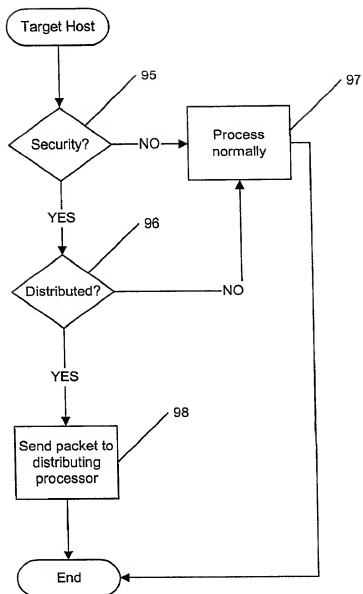 Target Host
95
97
Security?
NO
Process
normally
YES
96
Distributed?
NO
YES
98
Send packet to
distributing
processor
End